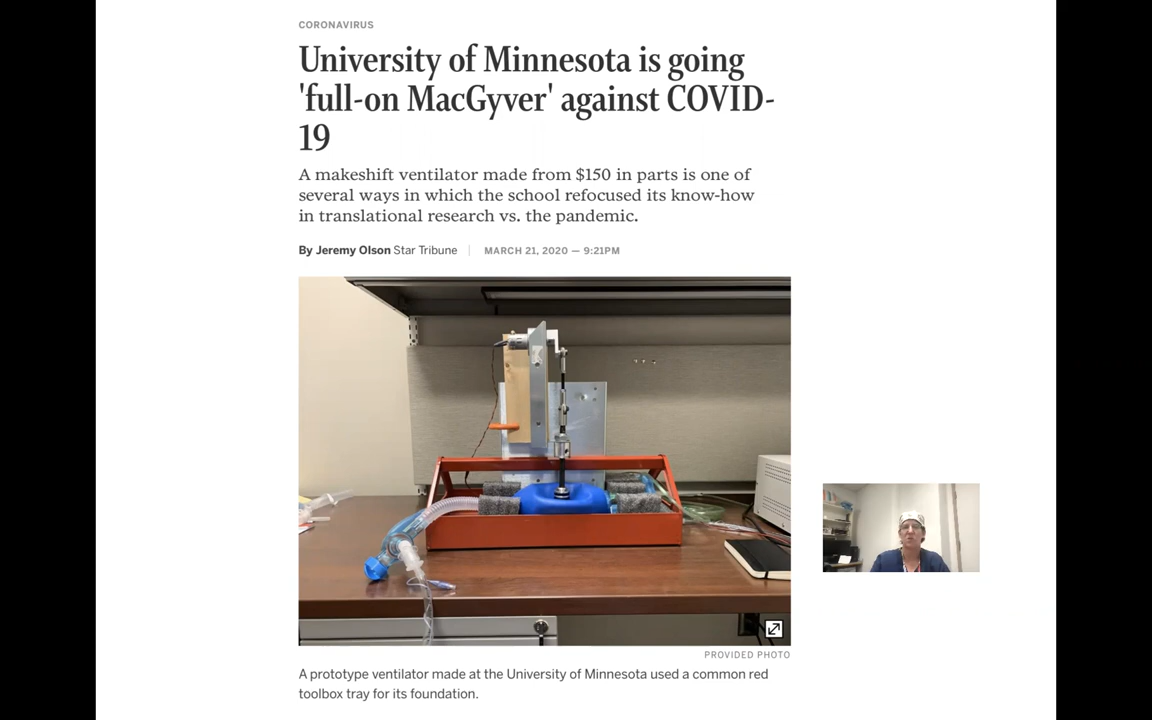 CORONAVIRUS
University of Minnesota is going
'full-on MacGyver' against COVID-
19
A makeshift ventilator made from $150 in parts is one of
several ways in which the school refocused its know-how
in translational research vs. the pandemic.
By Jeremy Olson Star Tribune | MARCH 21, 2020 — 9:21PM
PROVIDED PHOTO
A prototype ventilator made at the University of Minnesota used a common red
toolbox tray for its foundation.